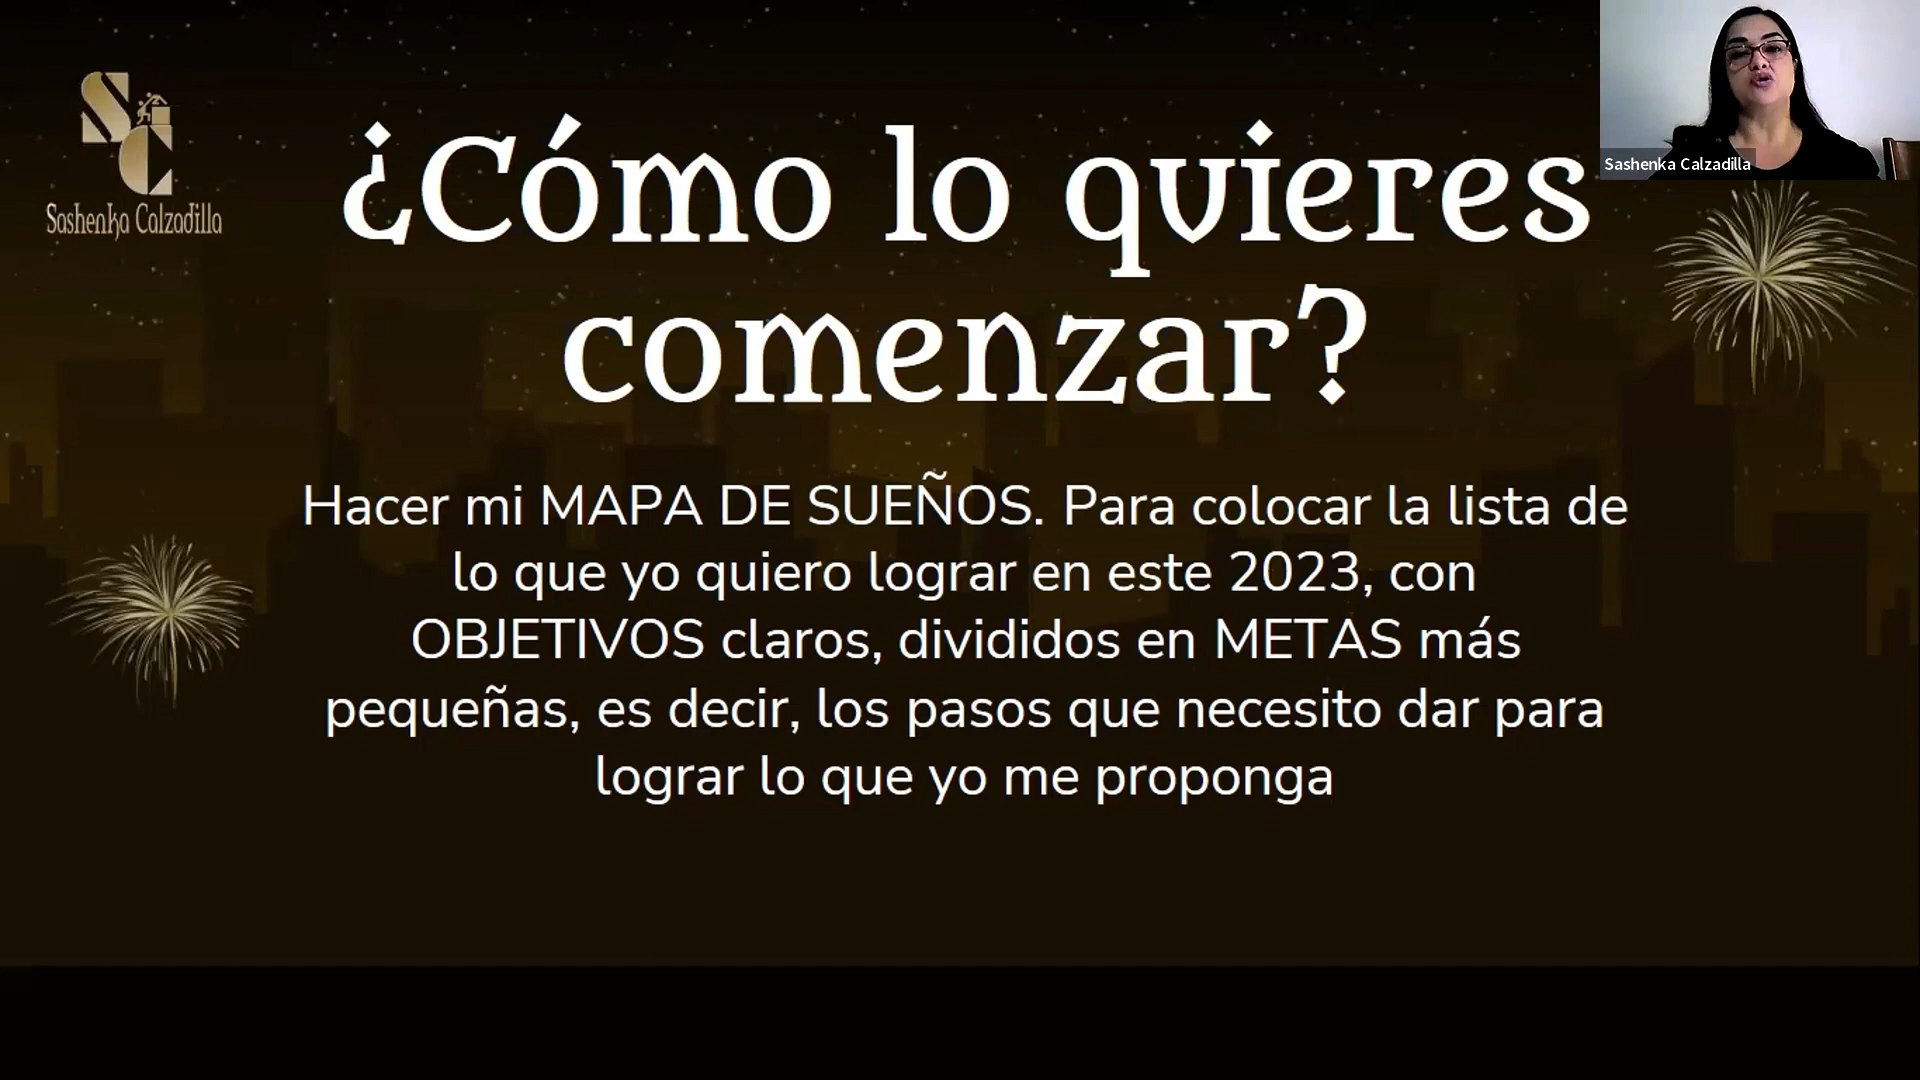 SC
Sashenka Calzadilla
¿Cómo lo quieres
comenzar?
Sashenka Calzadilla
Hacer mi MAPA DE SUEÑOS. Para colocar la lista de
lo que yo quiero lograr en este 2023, con
OBJETIVOS claros, divididos en METAS más
pequeñas, es decir, los pasos que necesito dar para
lograr lo que yo me proponga